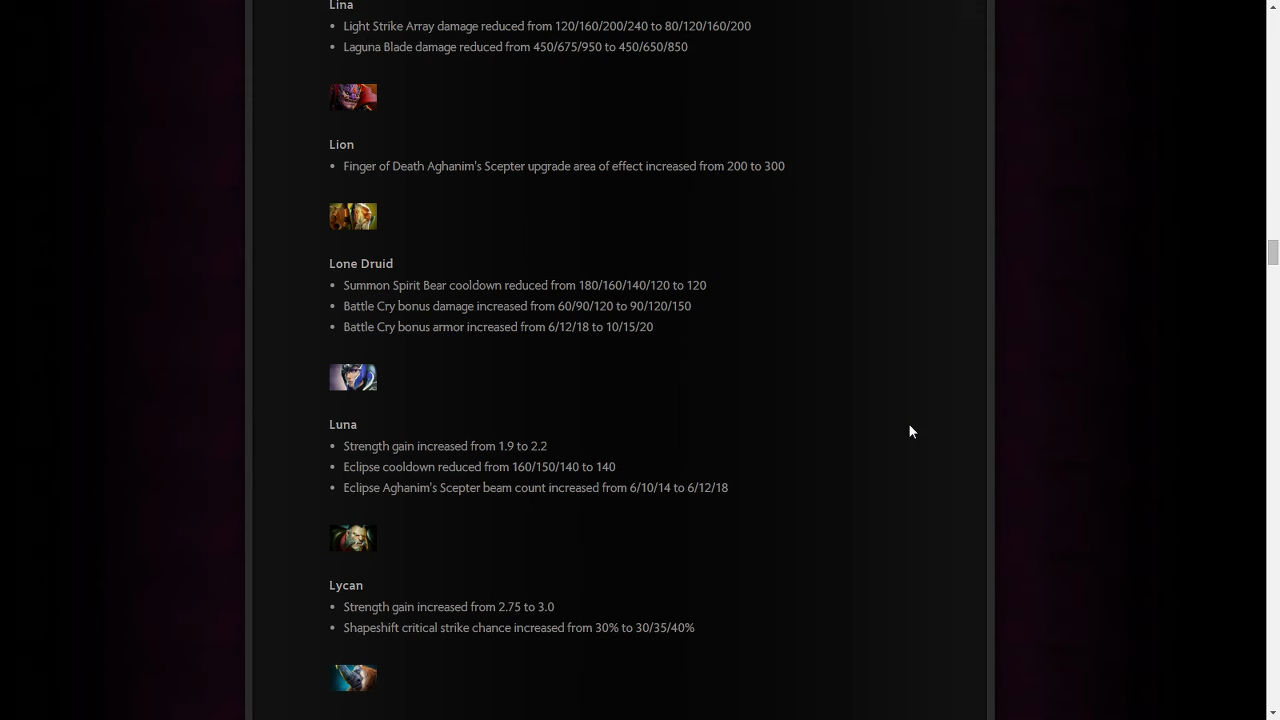 Lina
• Light Strike Array damage reduced from 120/160/200/240 to 80/120/160/200
• Laguna Blade damage reduced from 450/675/950 to 450/650/850
Lion
• Finger of Death Aghanim's Scepter upgrade area of effect increased from 200 to 300
Lone Druid
• Summon Spirit Bear cooldown reduced from 180/160/140/120 to 120
• Battle Cry bonus damage increased from 60/90/120 to 90/120/150
• Battle Cry bonus armor increased from 6/12/18 to 10/15/20
Luna
• Strength gain increased from 1.9 to 2.2
• Eclipse cooldown reduced from 160/150/140 to 140
• Eclipse Aghanim's Scepter beam count increased from 6/10/14 to 6/12/18
Lycan
• Strength gain increased from 2.75 to 3.0
• Shapeshift critical strike chance increased from 30% to 30/35/40%